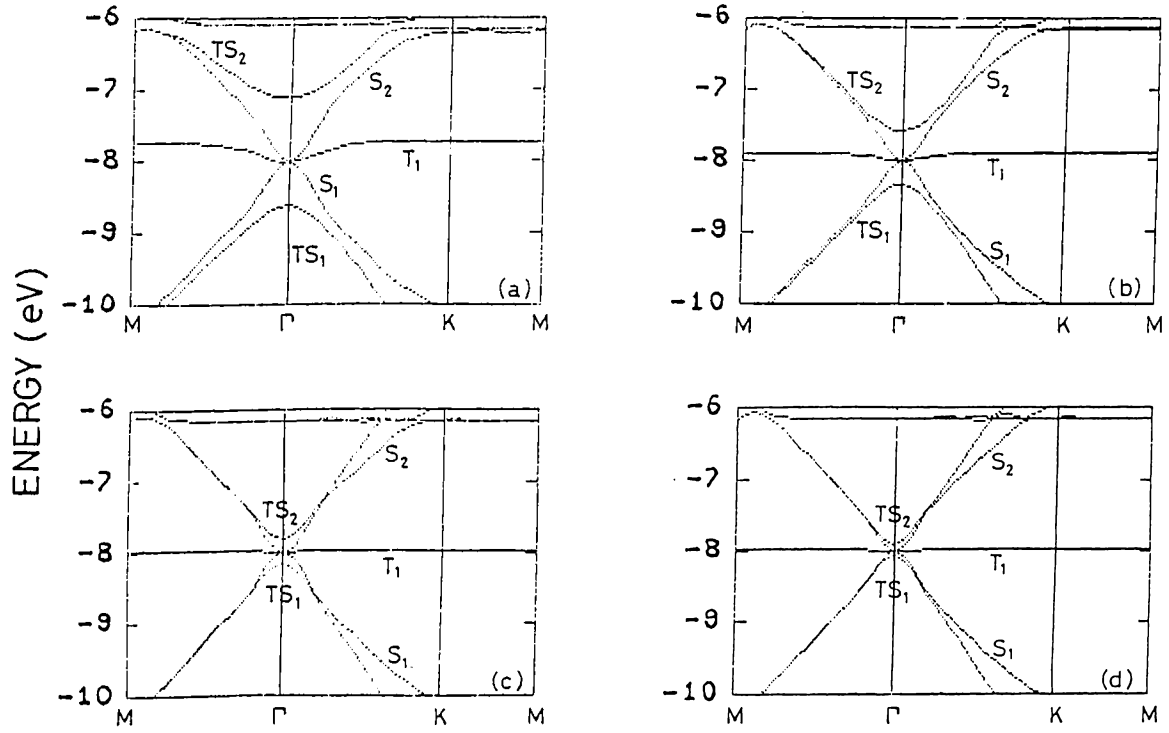 ENERGY (eV)
-6
-7
-8
-9
-10
TS₂
S₂
T₁
S₁
TS₁
(a)
M Γ K M
-6
-7
-8
-9
-10
TS₂
S₂
T₁
TS₁
S₁
(b)
M Γ K M
-6
-7
-8
-9
-10
S₂
TS₂
T₁
TS₁
S₁
(c)
M Γ K M
-6
-7
-8
-9
-10
S₂
TS₂
T₁
TS₁
S₁
(d)
M Γ K M